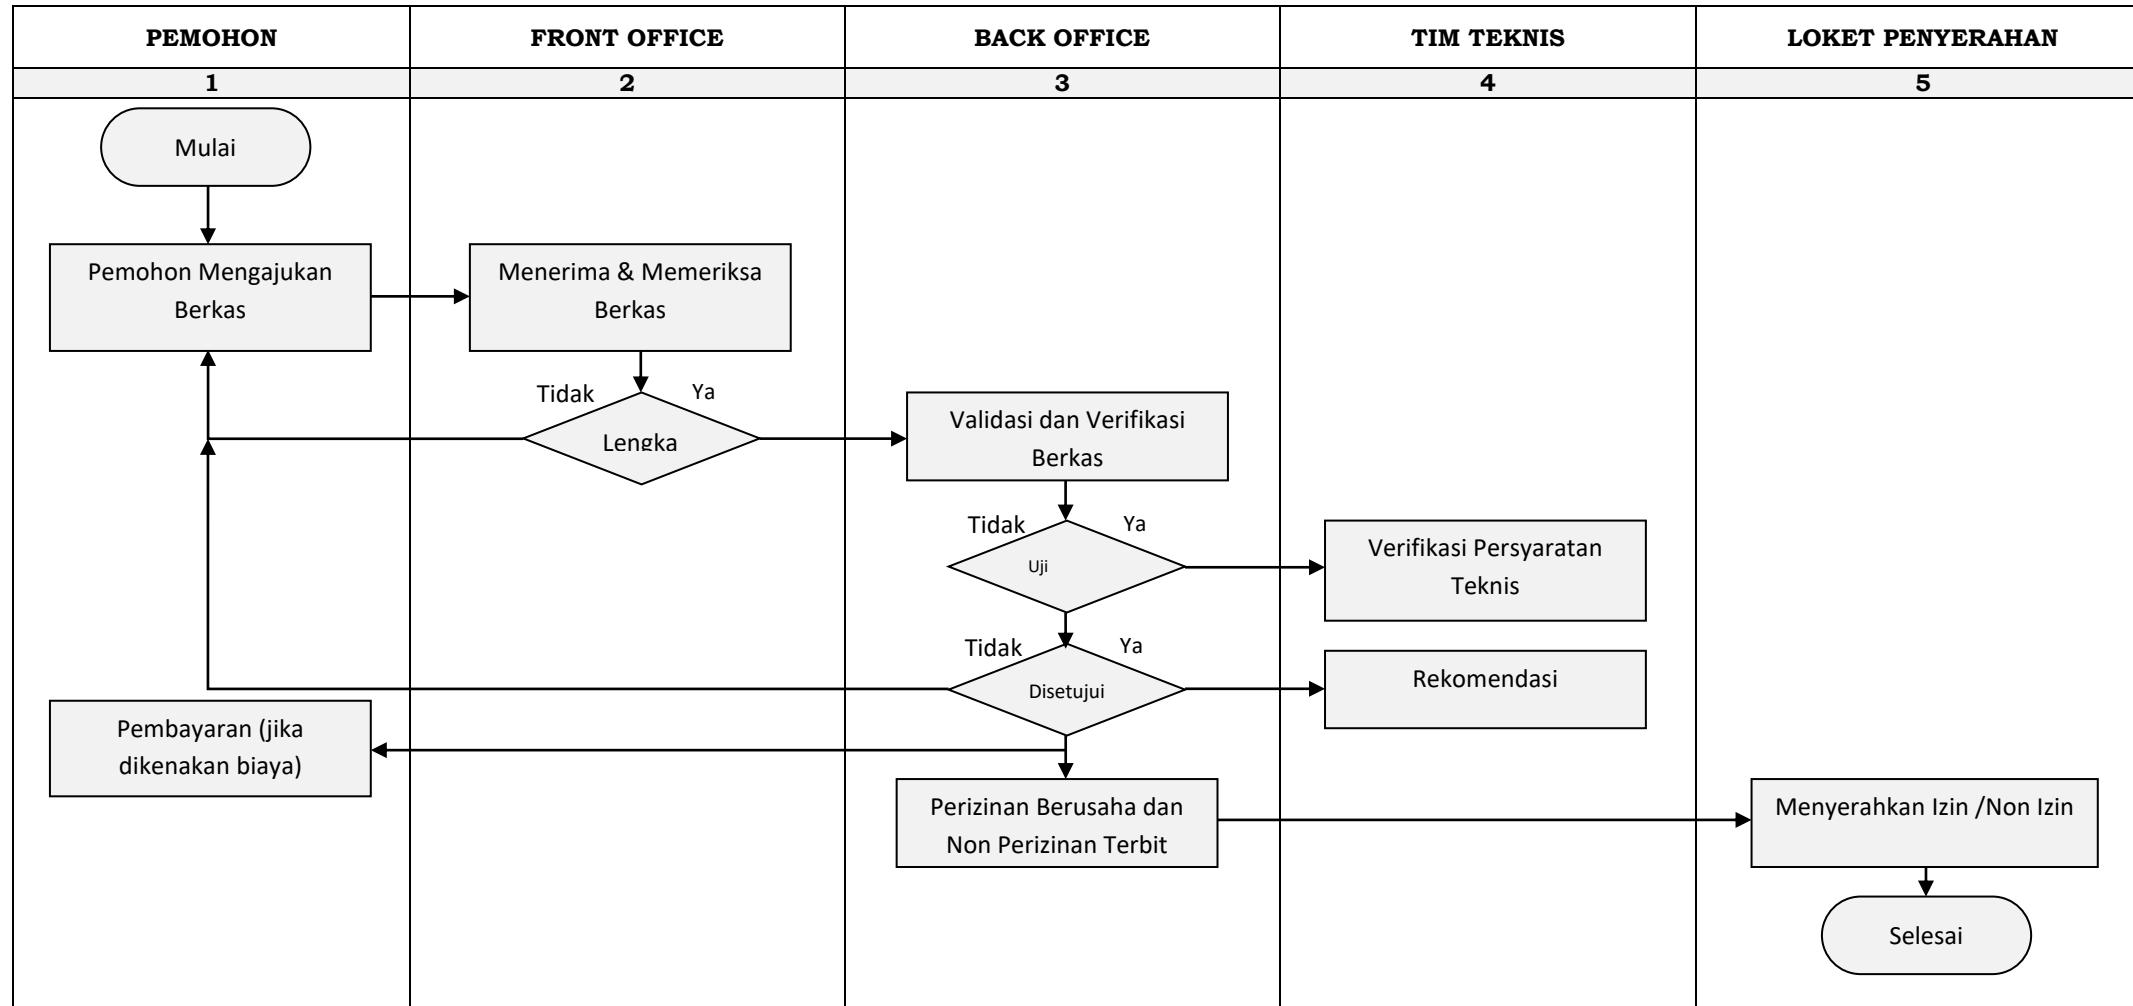 PEMOHON
FRONT OFFICE
BACK OFFICE
TIM TEKNIS
LOKET PENYERAHAN
1
2
3
4
5
Mulai
Pemohon Mengajukan
Berkas
Menerima & Memeriksa
Berkas
Tidak
Ya
Lengka
Validasi dan Verifikasi
Berkas
Tidak
Ya
Uji
Verifikasi Persyaratan
Teknis
Tidak
Ya
Disetujui
Rekomendasi
Pembayaran (jika
dikenakan biaya)
Perizinan Berusaha dan
Non Perizinan Terbit
Menyerahkan Izin /Non Izin
Selesai